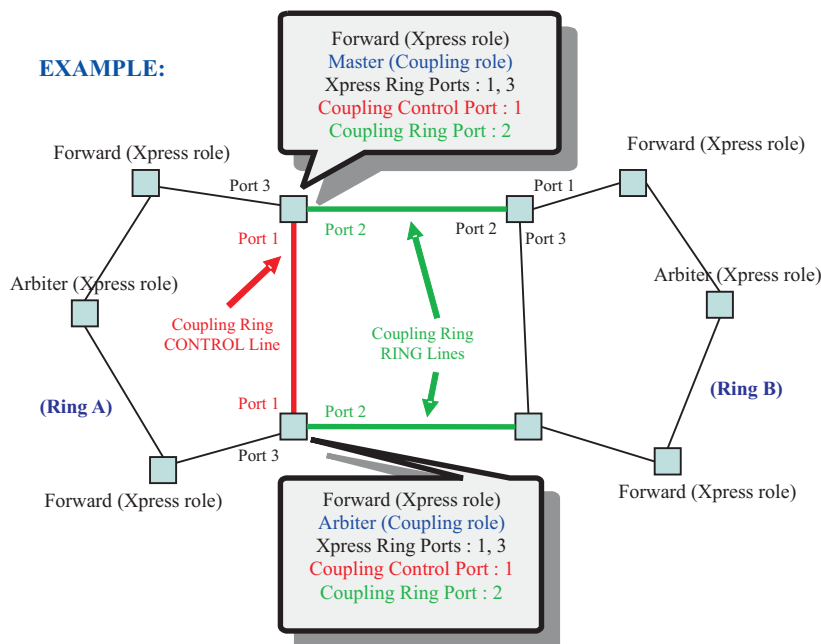 EXAMPLE:
Forward (Xpress role)
Master (Coupling role)
Xpress Ring Ports : 1, 3
Coupling Control Port : 1
Coupling Ring Port : 2
Forward (Xpress role)
Forward (Xpress role)
Port 3
Port 1
Port 1
Port 2
Port 2
Port 3
Arbiter (Xpress role)
Arbiter (Xpress role)
Coupling Ring
CONTROL Line
Coupling Ring
RING Lines
(Ring A)
(Ring B)
Port 1
Port 2
Port 3
Forward (Xpress role)
Forward (Xpress role)
Forward (Xpress role)
Arbiter (Coupling role)
Xpress Ring Ports : 1, 3
Coupling Control Port : 1
Coupling Ring Port : 2